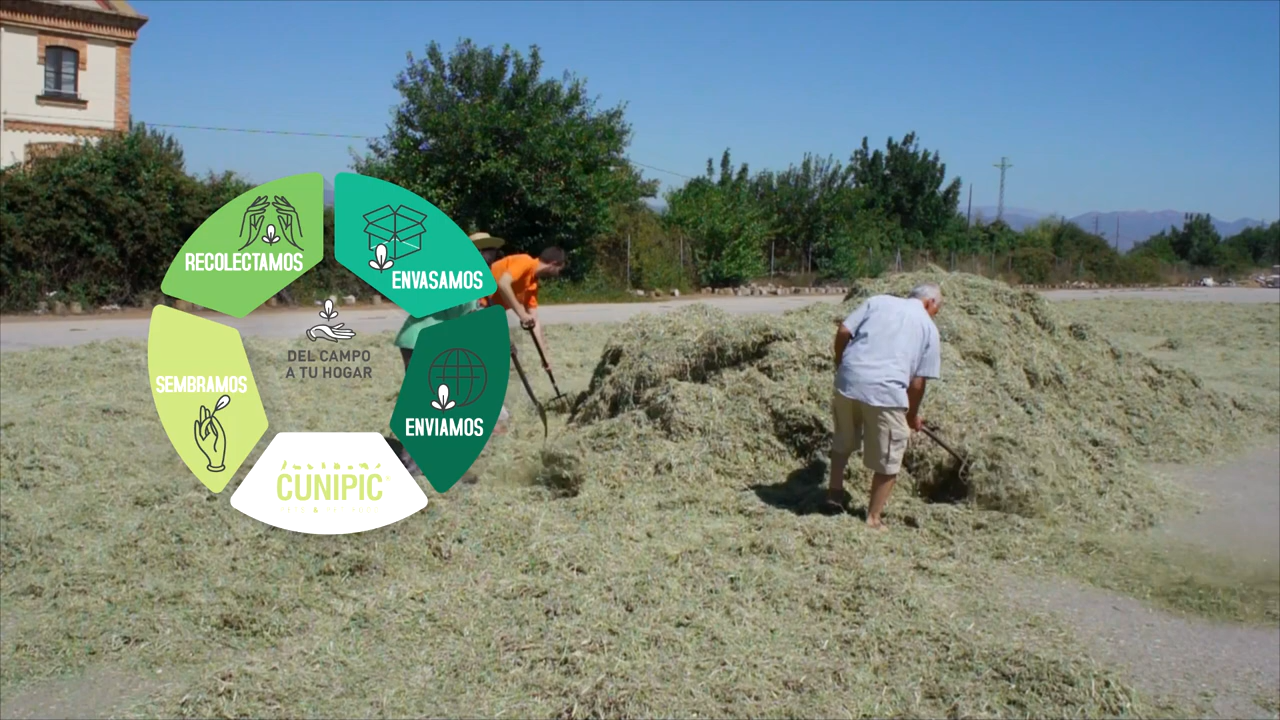 RECOLECTAMOS
ENVASAMOS
SEMBRAMOS
DEL CAMPO
A TU HOGAR
ENVIAMOS
CUNIPIC